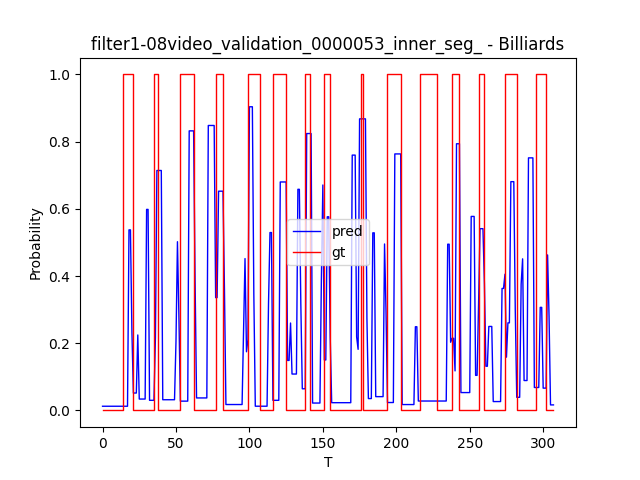 filter1-08video_validation_0000053_inner_seg_ - Billiards
1.0
0.8
0.6
0.4
0.2
0.0
Probability
pred
gt
0 50 100 150 200 250 300
T